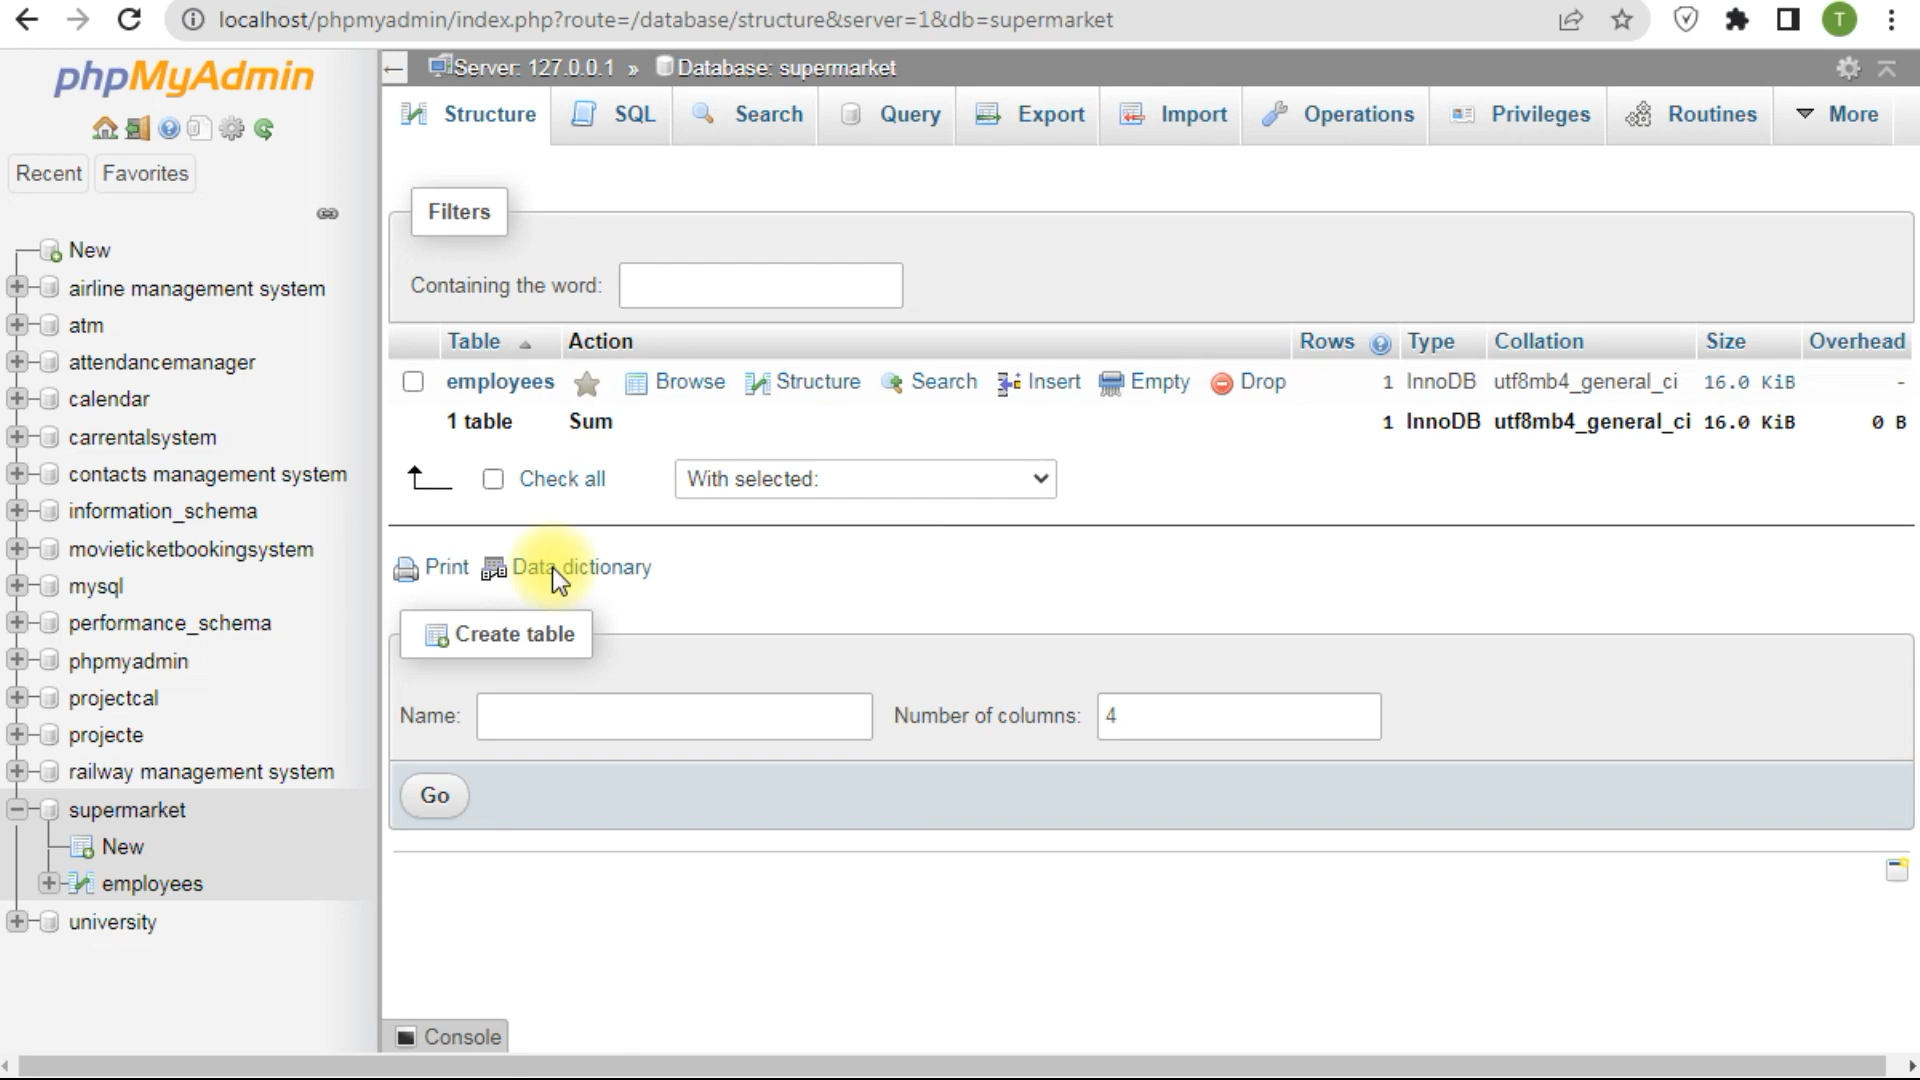 localhost/phpmyadmin/index.php?route=/database/structure&server=1&db=supermarket
T
phpMyAdmin
Recent Favorites
New
airline management system
atm
attendancemanager
calendar
carrentalsystem
contacts management system
information_schema
movieticketbookingsystem
mysql
performance_schema
phpmyadmin
projectcal
projecte
railway management system
supermarket
New
employees
university
Server: 127.0.0.1 » Database: supermarket
Structure SQL Search Query Export Import Operations Privileges Routines More
Filters
Containing the word:
Table Action Rows Type Collation Size Overhead
employees Browse Structure Search Insert Empty Drop 1 InnoDB utf8mb4_general_ci 16.0 KiB -
1 table Sum 1 InnoDB utf8mb4_general_ci 16.0 KiB 0 B
Check all With selected:
Print Data dictionary
Create table
Name: Number of columns: 4
Go
Console